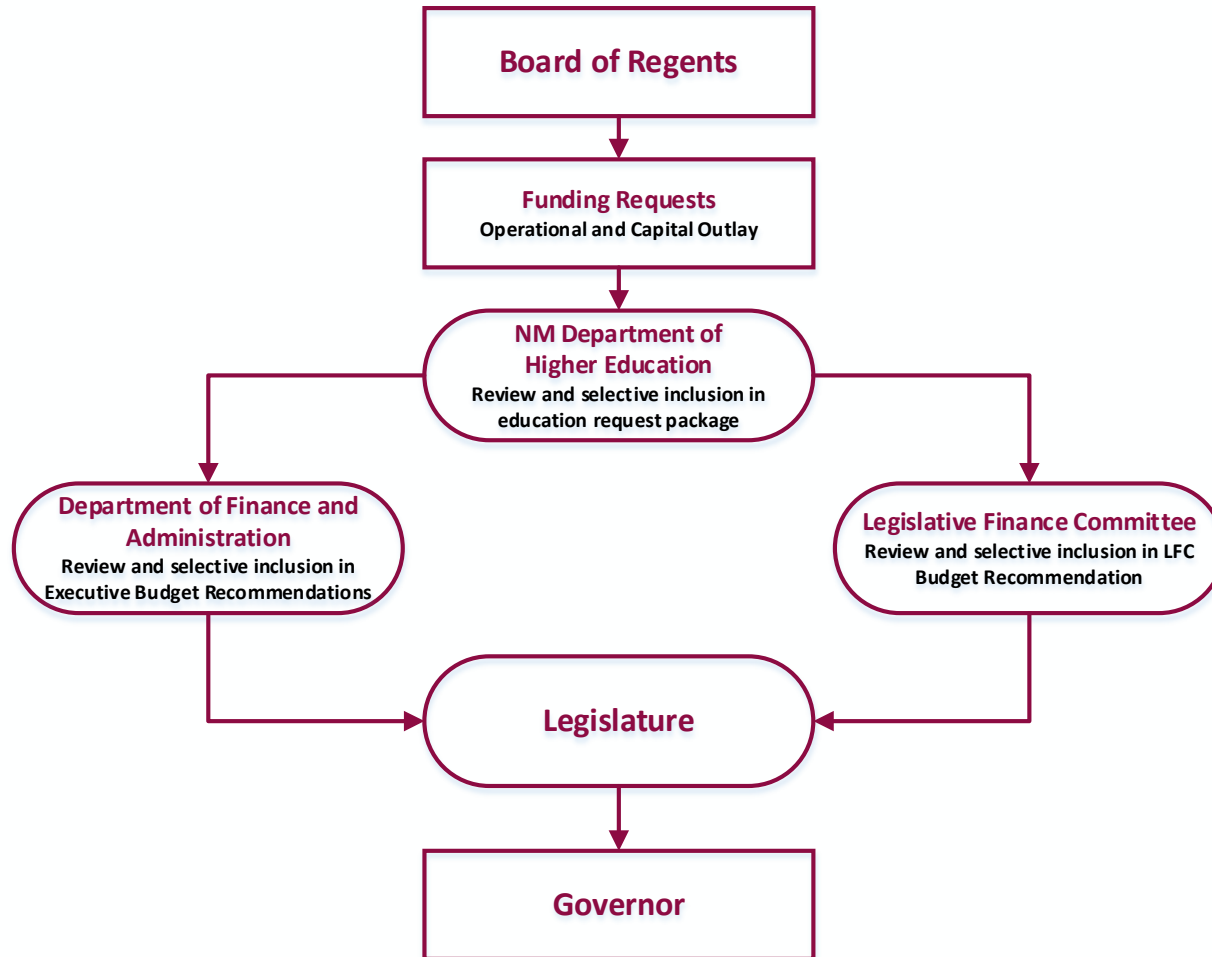 Board of Regents
Funding Requests
Operational and Capital Outlay
NM Department of
Higher Education
Review and selective inclusion in
education request package
Department of Finance and
Administration
Review and selective inclusion in
Executive Budget Recommendations
Legislative Finance Committee
Review and selective inclusion in LFC
Budget Recommendation
Legislature
Governor